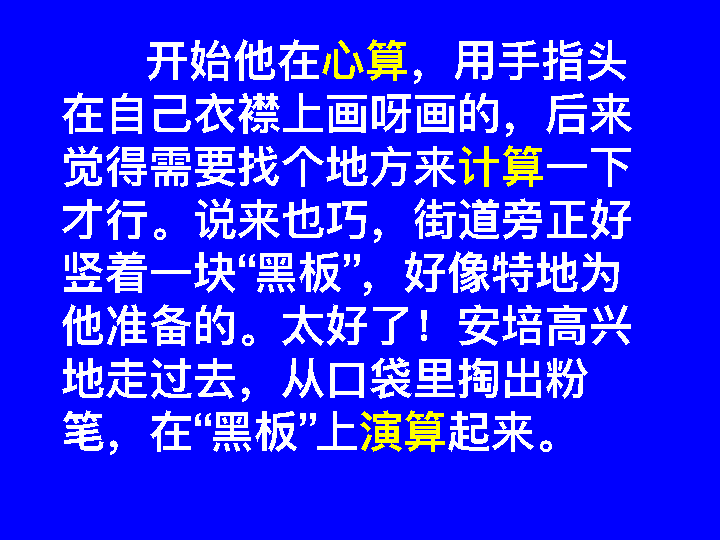 开始他在心算，用手指头
在自己衣襟上画呀画的，后来
觉得需要找个地方来计算一下
才行。说来也巧，街道旁正好
竖着一块“黑板”，好像特地为
他准备的。太好了！安培高兴
地走过去，从口袋里掏出粉
笔，在“黑板”上演算起来。